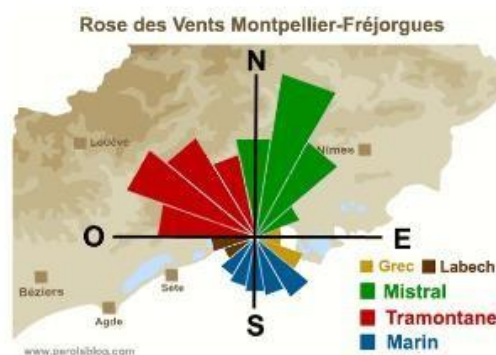 Rose des Vents Montpellier-Fréjorgues
N
Lodève
Nîmes
O
E
Grec
Labech
Béziers
Sète
Mistral
Agde
Tramontane
S
Marin
www.perolsblog.com